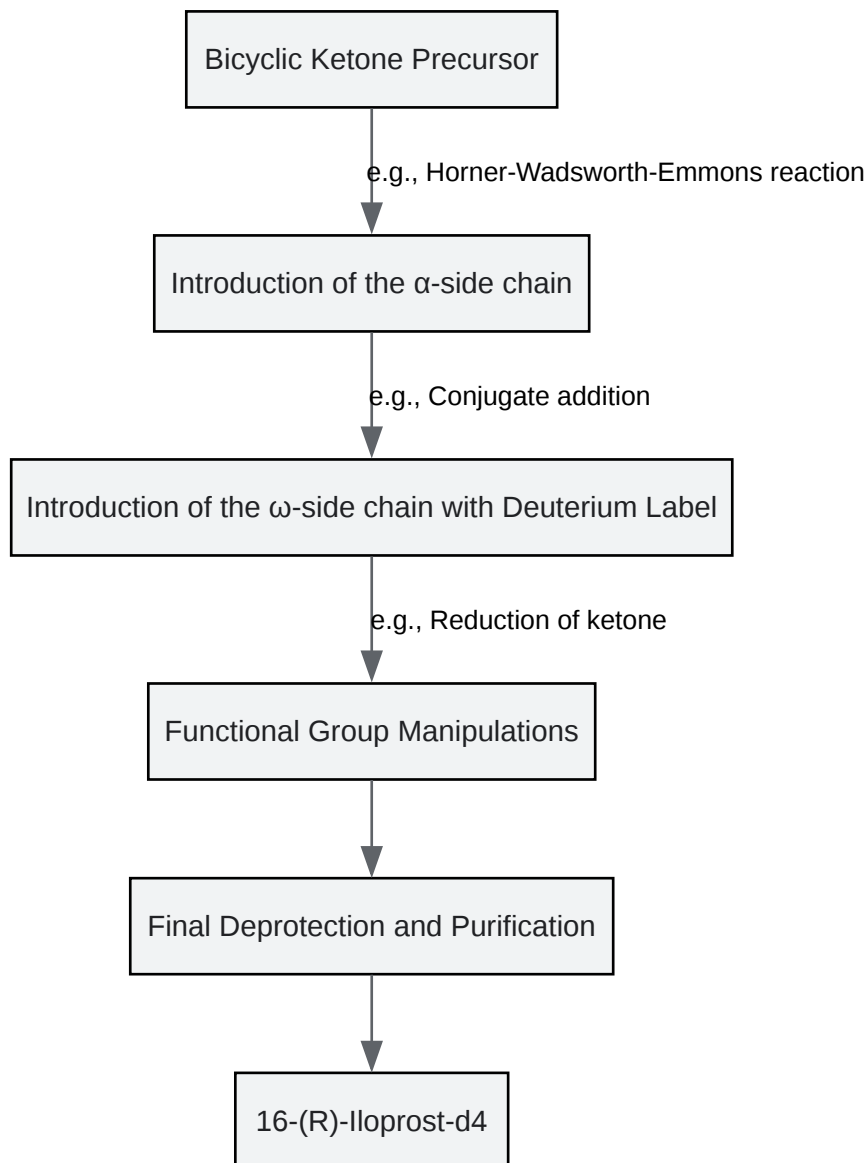 Bicyclic Ketone Precursor
e.g., Horner-Wadsworth-Emmons reaction
Introduction of the α-side chain
e.g., Conjugate addition
Introduction of the ω-side chain with Deuterium Label
e.g., Reduction of ketone
Functional Group Manipulations
Final Deprotection and Purification
16-(R)-Iloprost-d4